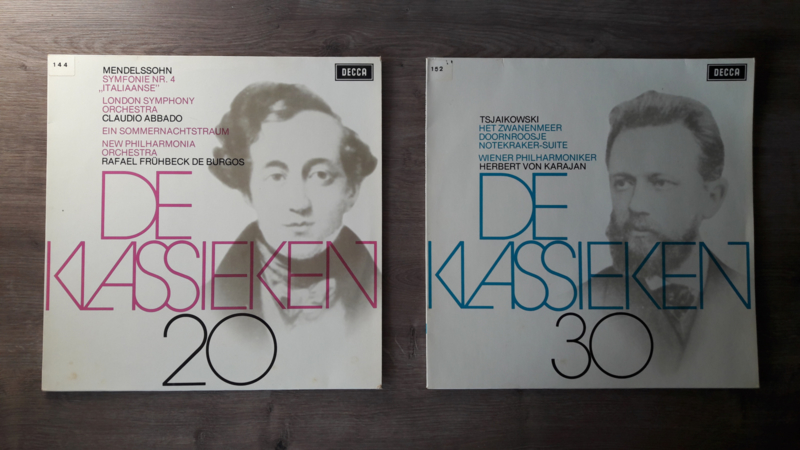 144
DECCA
MENDELSSOHN
SYMFONIE NR. 4
„ITALIAANSE"
LONDON SYMPHONY
ORCHESTRA
CLAUDIO ABBADO
EIN SOMMERNACHTSTRAUM
NEW PHILHARMONIA
ORCHESTRA
RAFAEL FRÜHBECK DE BURGOS
DE
KLASSIEKEN
20
152
DECCA
TSJAIKOWSKI
HET ZWANENMEER
DOORNROOSJE
NOTEKRAKER-SUITE
WIENER PHILHARMONIKER
HERBERT VON KARAJAN
DE
KLASSIEKEN
30